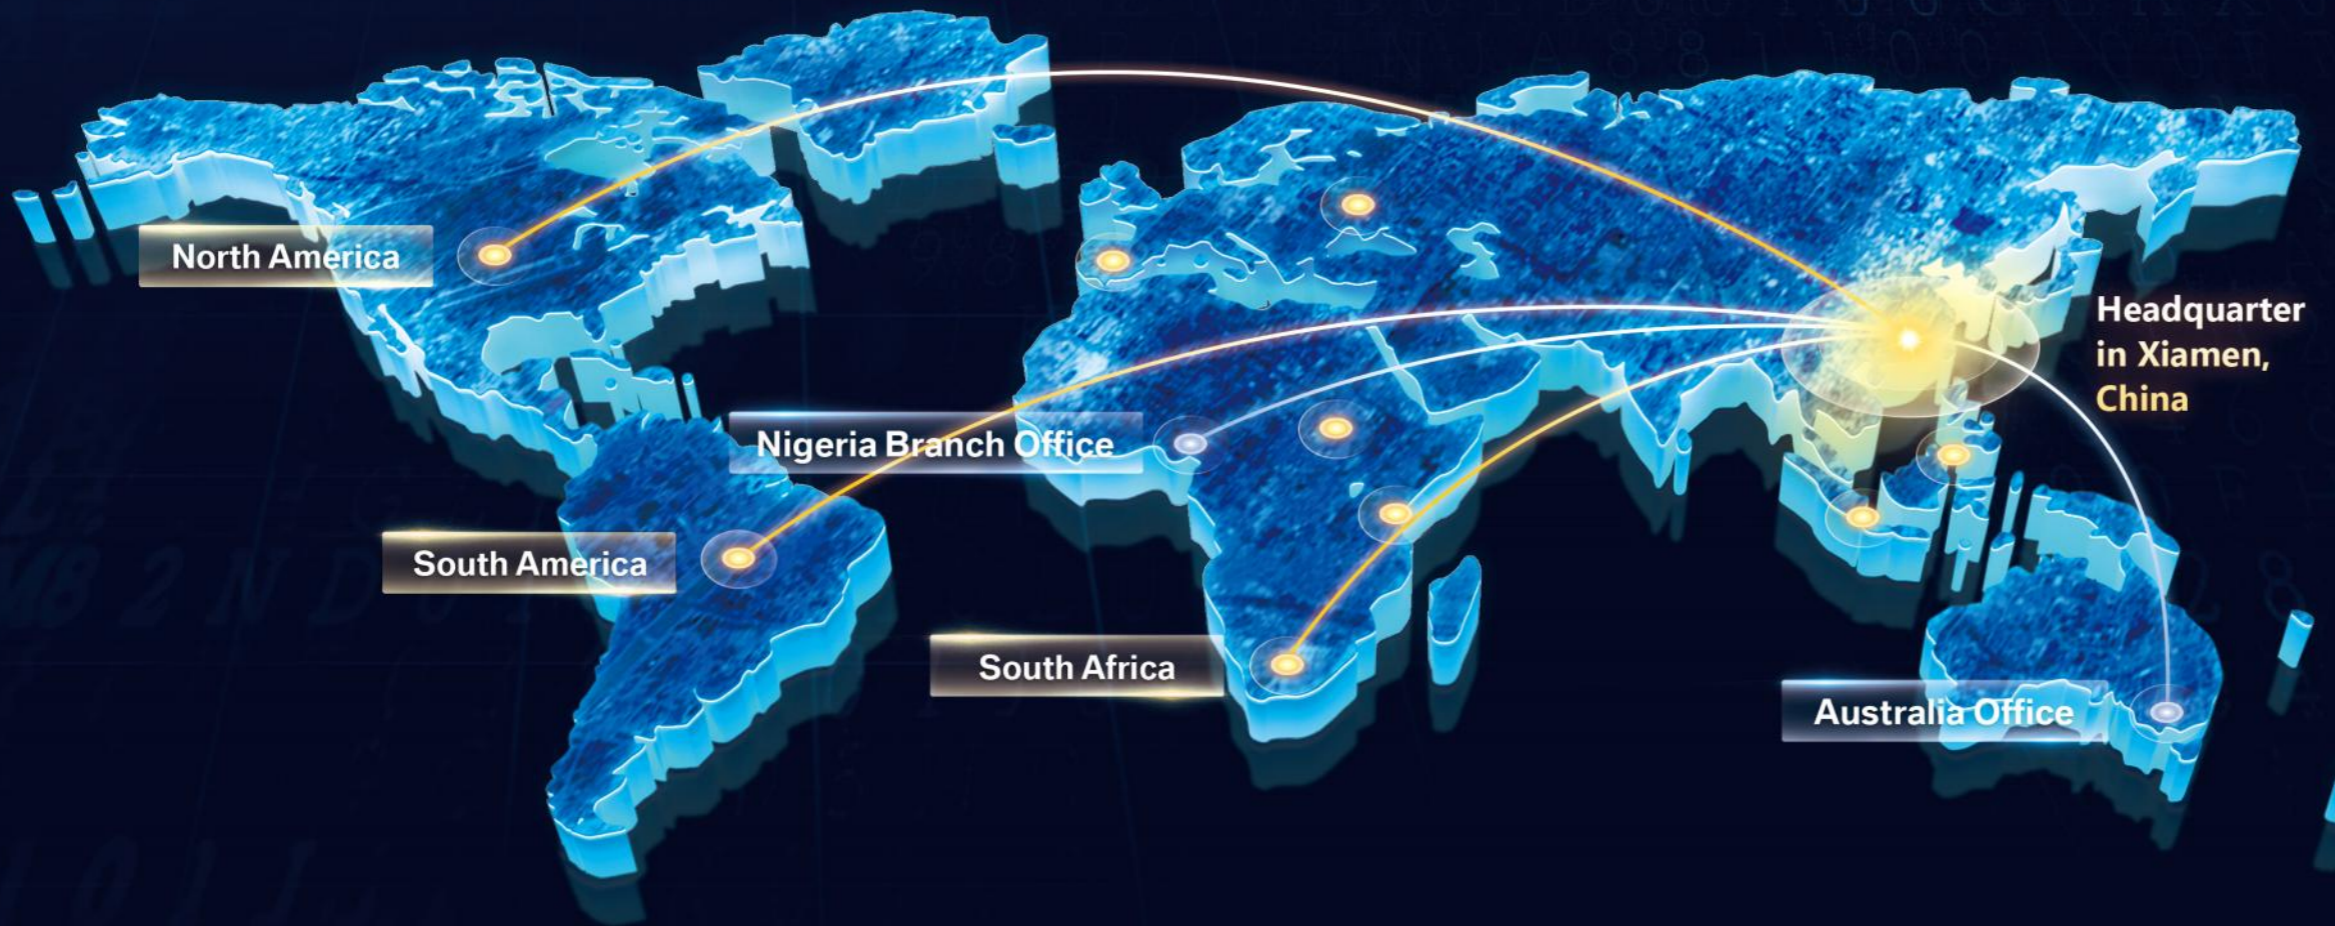 North America
Headquarter
in Xiamen,
China
Nigeria Branch Office
South America
South Africa
Australia Office